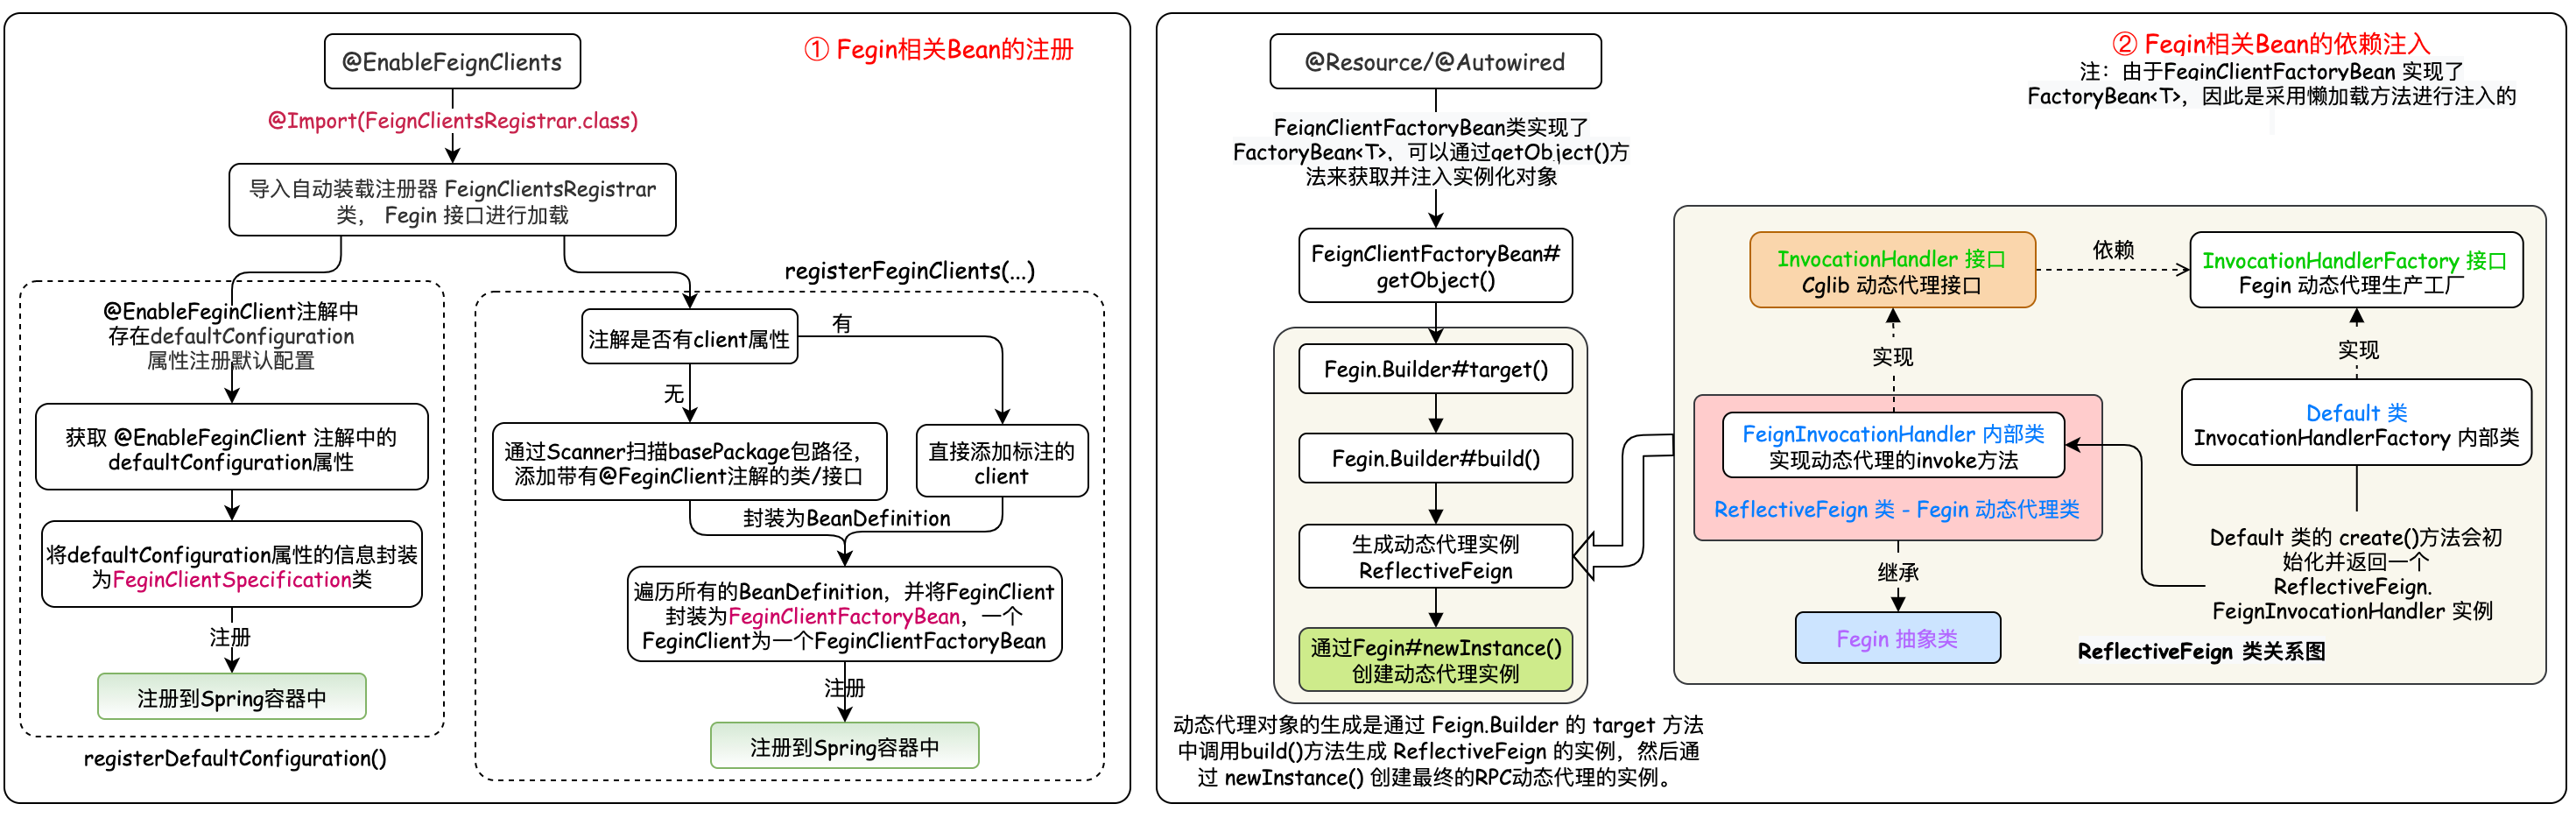 ① Fegin相关Bean的注册
@EnableFeignClients
@Import(FeignClientsRegistrar.class)
导入自动装载注册器 FeignClientsRegistrar
类， Fegin 接口进行加载
@EnableFeginClient注解中
存在defaultConfiguration
属性注册默认配置
获取 @EnableFeginClient 注解中的
defaultConfiguration属性
将defaultConfiguration属性的信息封装
为FeginClientSpecification类
注册
注册到Spring容器中
registerDefaultConfiguration()
registerFeginClients(...)
注解是否有client属性
有
无
通过Scanner扫描basePackage包路径，
添加带有@FeginClient注解的类/接口
直接添加标注的
client
封装为BeanDefinition
遍历所有的BeanDefinition，并将FeginClient
封装为FeginClientFactoryBean，一个
FeginClient为一个FeginClientFactoryBean
注册
注册到Spring容器中
② Fegin相关Bean的依赖注入
注：由于FeginClientFactoryBean 实现了
FactoryBean<T>，因此是采用懒加载方法进行注入的
@Resource/@Autowired
FeignClientFactoryBean类实现了
FactoryBean<T>，可以通过getObject()方
法来获取并注入实例化对象
FeignClientFactoryBean#
getObject()
Fegin.Builder#target()
Fegin.Builder#build()
生成动态代理实例
ReflectiveFeign
通过Fegin#newInstance()
创建动态代理实例
动态代理对象的生成是通过 Feign.Builder 的 target 方法
中调用build()方法生成 ReflectiveFeign 的实例，然后通
过 newInstance() 创建最终的RPC动态代理的实例。
InvocationHandler 接口
Cglib 动态代理接口
依赖
InvocationHandlerFactory 接口
Fegin 动态代理生产工厂
实现
实现
FeignInvocationHandler 内部类
实现动态代理的invoke方法
ReflectiveFeign 类 - Fegin 动态代理类
Default 类
InvocationHandlerFactory 内部类
继承
Fegin 抽象类
Default 类的 create()方法会初
始化并返回一个
ReflectiveFeign.
FeignInvocationHandler 实例
ReflectiveFeign 类关系图